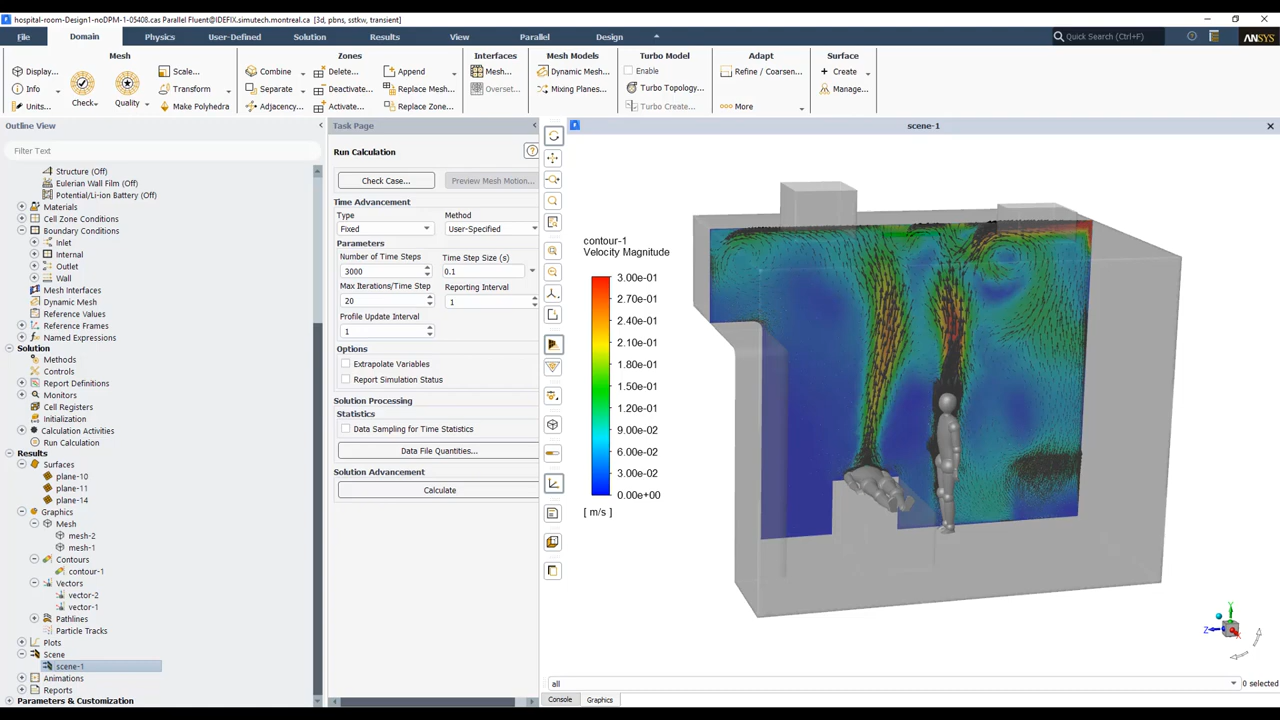 hospital-room-Design1-noDPM-1-05408.cas Parallel Fluent@IDEFIX.simutech.montreal.ca [3d, pbns, sstkw, transient]
File Domain Physics User-Defined Solution Results View Parallel Design Quick Search (Ctrl+F) ANSYS
Mesh Zones Interfaces Mesh Models Turbo Model Adapt Surface
Display... Scale... Combine Delete... Append Mesh... Dynamic Mesh... Enable Refine / Coarsen... Create
Info Check Quality Transform Separate Deactivate... Replace Mesh... Overset... Mixing Planes... Turbo Topology... Manage...
Units... Make Polyhedra Adjacency... Activate... Replace Zone... Turbo Create... More
Outline View
Filter Text
Structure (Off)
Eulerian Wall Film (Off)
Potential/Li-ion Battery (Off)
Materials
Cell Zone Conditions
Boundary Conditions
Inlet
Internal
Outlet
Wall
Mesh Interfaces
Dynamic Mesh
Reference Values
Reference Frames
Named Expressions
Solution
Methods
Controls
Report Definitions
Monitors
Cell Registers
Initialization
Calculation Activities
Run Calculation
Results
Surfaces
plane-10
plane-11
plane-14
Graphics
Mesh
mesh-2
mesh-1
Contours
contour-1
Vectors
vector-2
vector-1
Pathlines
Particle Tracks
Plots
Scene
scene-1
Animations
Reports
Parameters & Customization
Task Page
Run Calculation
Check Case... Preview Mesh Motion...
Time Advancement
Type Method
Fixed User-Specified
Parameters
Number of Time Steps Time Step Size (s)
3000 0.1
Max Iterations/Time Step Reporting Interval
20 1
Profile Update Interval
1
Options
Extrapolate Variables
Report Simulation Status
Solution Processing
Statistics
Data Sampling for Time Statistics
Data File Quantities...
Solution Advancement
Calculate
scene-1
contour-1
Velocity Magnitude
3.00e-01
2.70e-01
2.40e-01
2.10e-01
1.80e-01
1.50e-01
1.20e-01
9.00e-02
6.00e-02
3.00e-02
0.00e+00
[ m/s ]
Y
Z
X
all 0 selected
Console Graphics